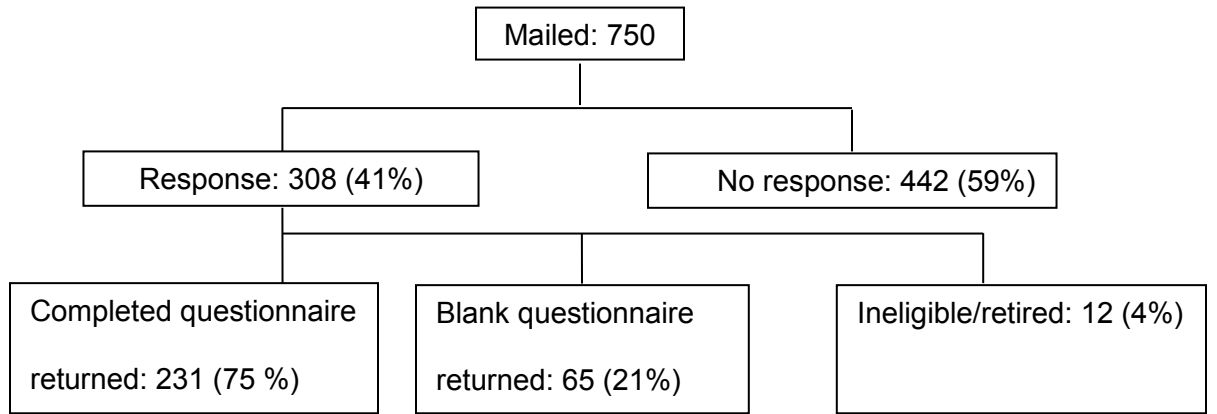 Mailed: 750
Response: 308 (41%)
No response: 442 (59%)
Completed questionnaire
returned: 231 (75 %)
Blank questionnaire
returned: 65 (21%)
Ineligible/retired: 12 (4%)